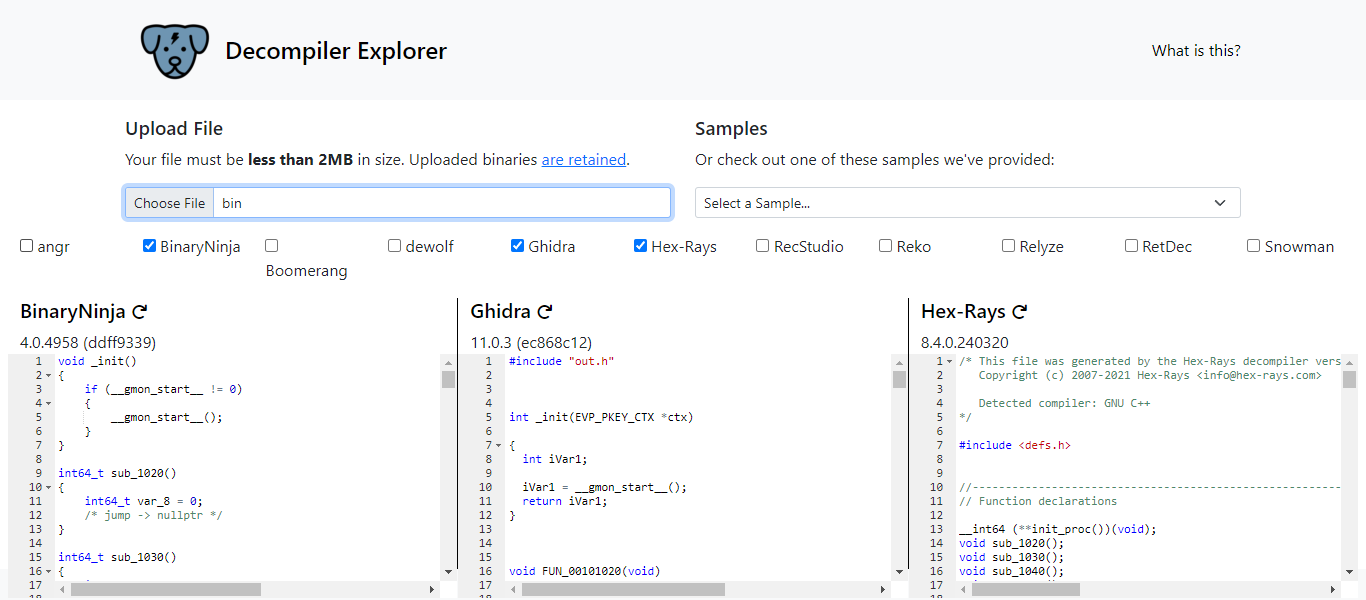 Decompiler Explorer
What is this?
Upload File
Your file must be less than 2MB in size. Uploaded binaries are retained.
Choose File bin
Samples
Or check out one of these samples we've provided:
Select a Sample...
angr BinaryNinja Boomerang dewolf Ghidra Hex-Rays RecStudio Reko Relyze RetDec Snowman
BinaryNinja
4.0.4958 (ddff9339)
1 void _init()
2 {
3 if (__gmon_start__ != 0)
4 {
5 __gmon_start__();
6 }
7 }
8
9 int64_t sub_1020()
10 {
11 int64_t var_8 = 0;
12 /* jump -> nullptr */
13 }
14
15 int64_t sub_1030()
16 {
17
Ghidra
11.0.3 (ec868c12)
1 #include "out.h"
2
3
4
5 int _init(EVP_PKEY_CTX *ctx)
6
7 {
8 int iVar1;
9
10 iVar1 = __gmon_start__();
11 return iVar1;
12 }
13
14
15
16 void FUN_00101020(void)
17
Hex-Rays
8.4.0.240320
1 /* This file was generated by the Hex-Rays decompiler vers
2 Copyright (c) 2007-2021 Hex-Rays <info@hex-rays.com>
3
4 Detected compiler: GNU C++
5 */
6
7 #include <defs.h>
8
9
10 //-------------------------------------------------------
11 // Function declarations
12
13 __int64 (**init_proc())(void);
14 void sub_1020();
15 void sub_1030();
16 void sub_1040();
17